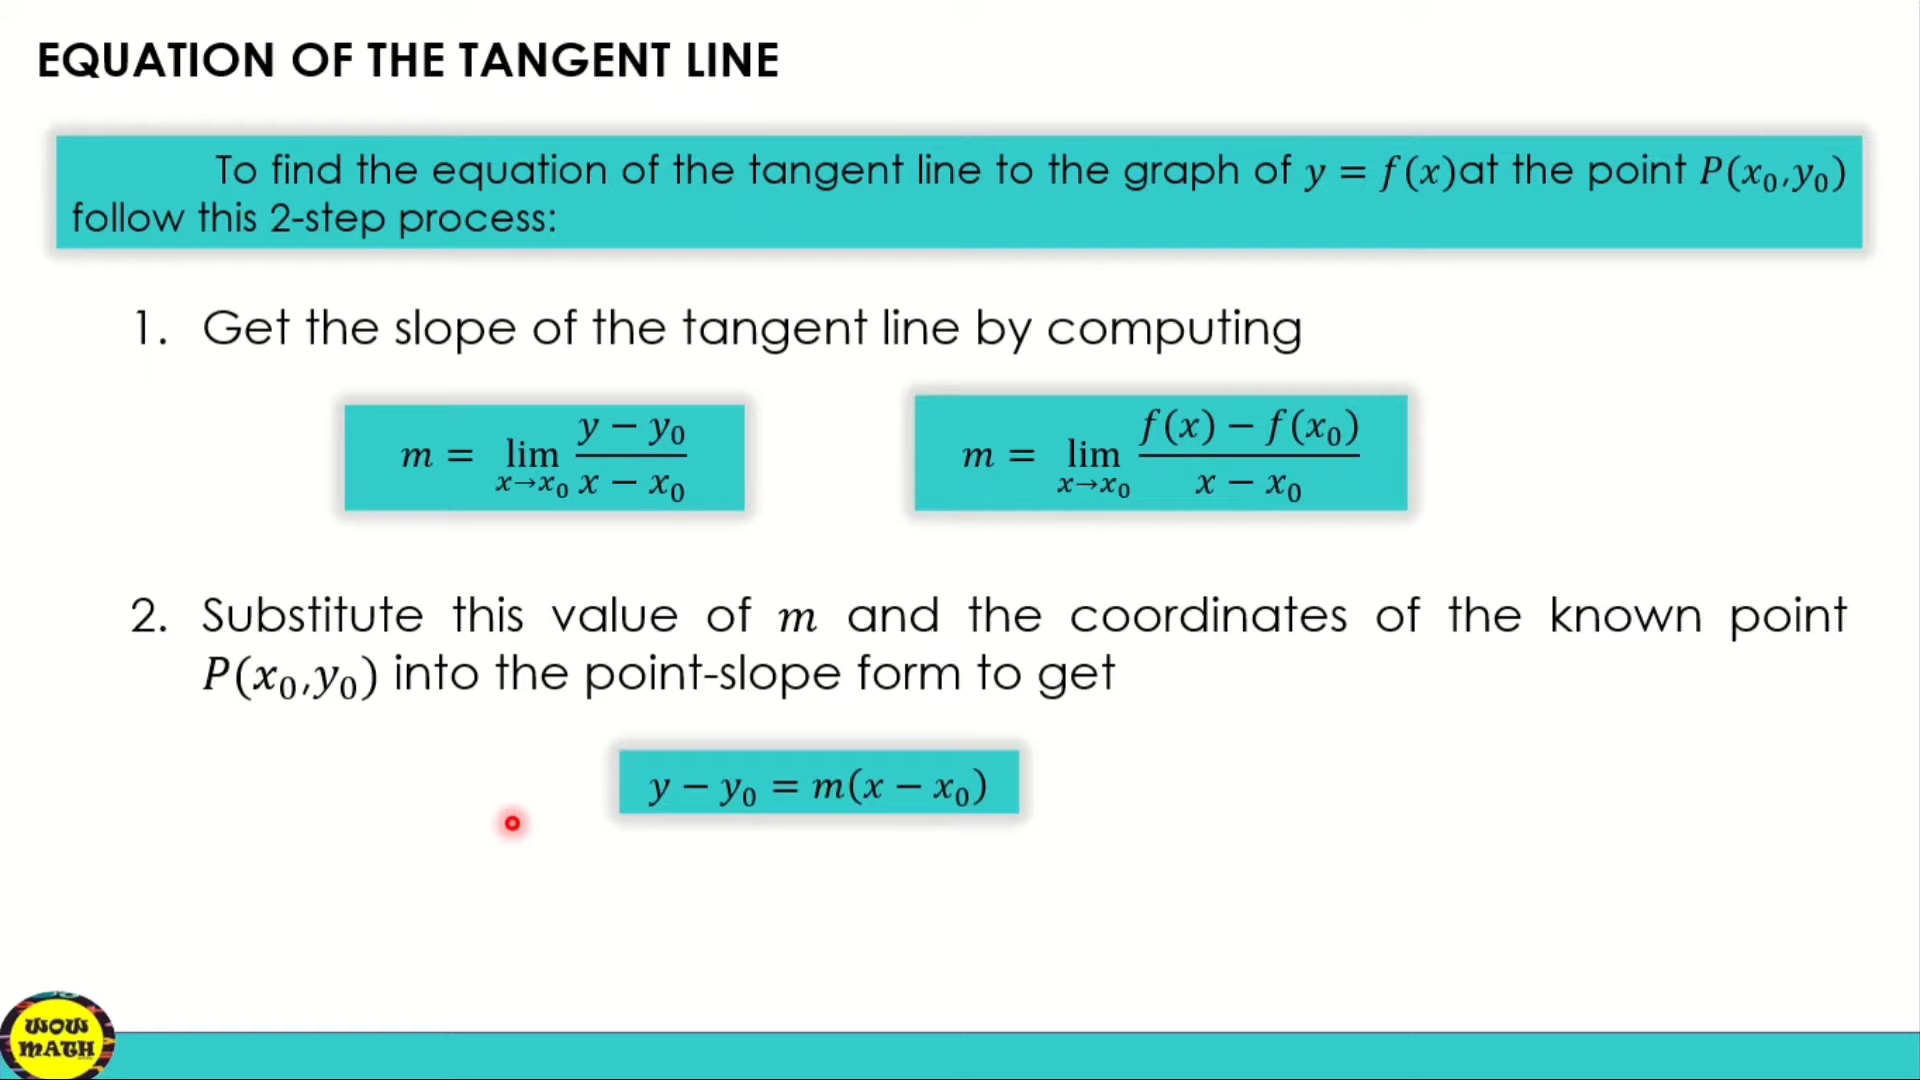 EQUATION OF THE TANGENT LINE
To find the equation of the tangent line to the graph of y = f(x)at the point P(x₀,y₀)
follow this 2-step process:
1. Get the slope of the tangent line by computing
m = lim x→x₀ (y − y₀)/(x − x₀)
m = lim x→x₀ (f(x) − f(x₀))/(x − x₀)
2. Substitute this value of m and the coordinates of the known point
P(x₀,y₀) into the point-slope form to get
y − y₀ = m(x − x₀)
WOW
MATH